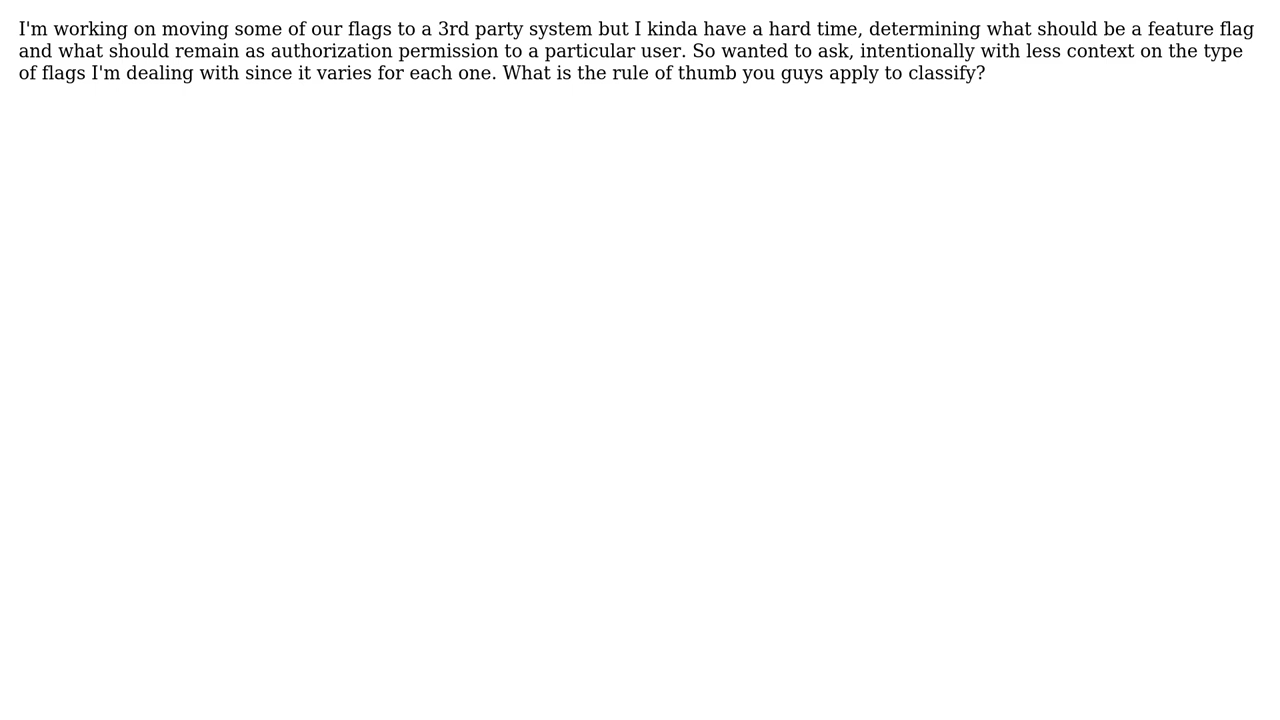 I'm working on moving some of our flags to a 3rd party system but I kinda have a hard time, determining what should be a feature flag
and what should remain as authorization permission to a particular user. So wanted to ask, intentionally with less context on the type
of flags I'm dealing with since it varies for each one. What is the rule of thumb you guys apply to classify?